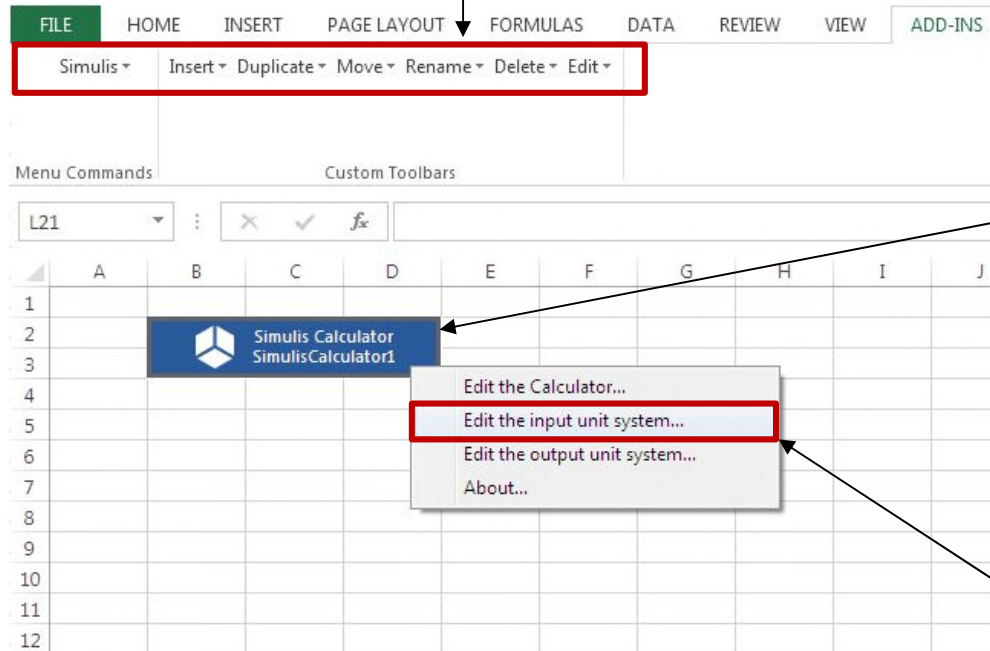 FILE HOME INSERT PAGE LAYOUT FORMULAS DATA REVIEW VIEW ADD-INS
Simulis Insert Duplicate Move Rename Delete Edit
Menu Commands Custom Toolbars
L21 fx
A B C D E F G H I J
1
2 Simulis Calculator
3 SimulisCalculator1
4 Edit the Calculator...
5 Edit the input unit system...
6 Edit the output unit system...
7 About...
8
9
10
11
12